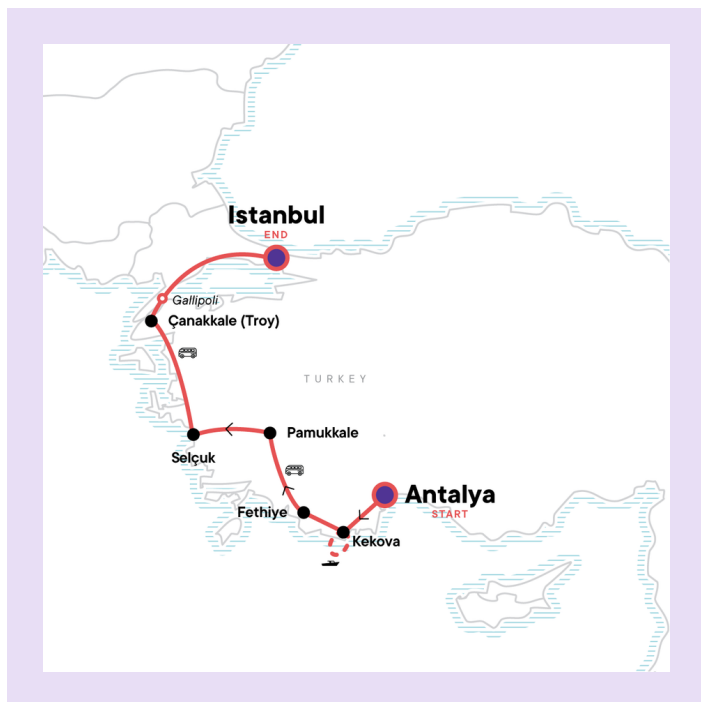 Istanbul
END
Gallipoli
Çanakkale (Troy)
TURKEY
Pamukkale
Selçuk
Antalya
START
Fethiye
Kekova